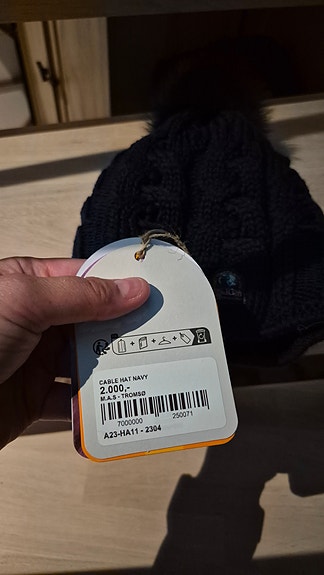 CABLE HAT NAVY
2.000,-
M.A.S - TROMSØ
7000000 250071
A23-HA11 - 2304